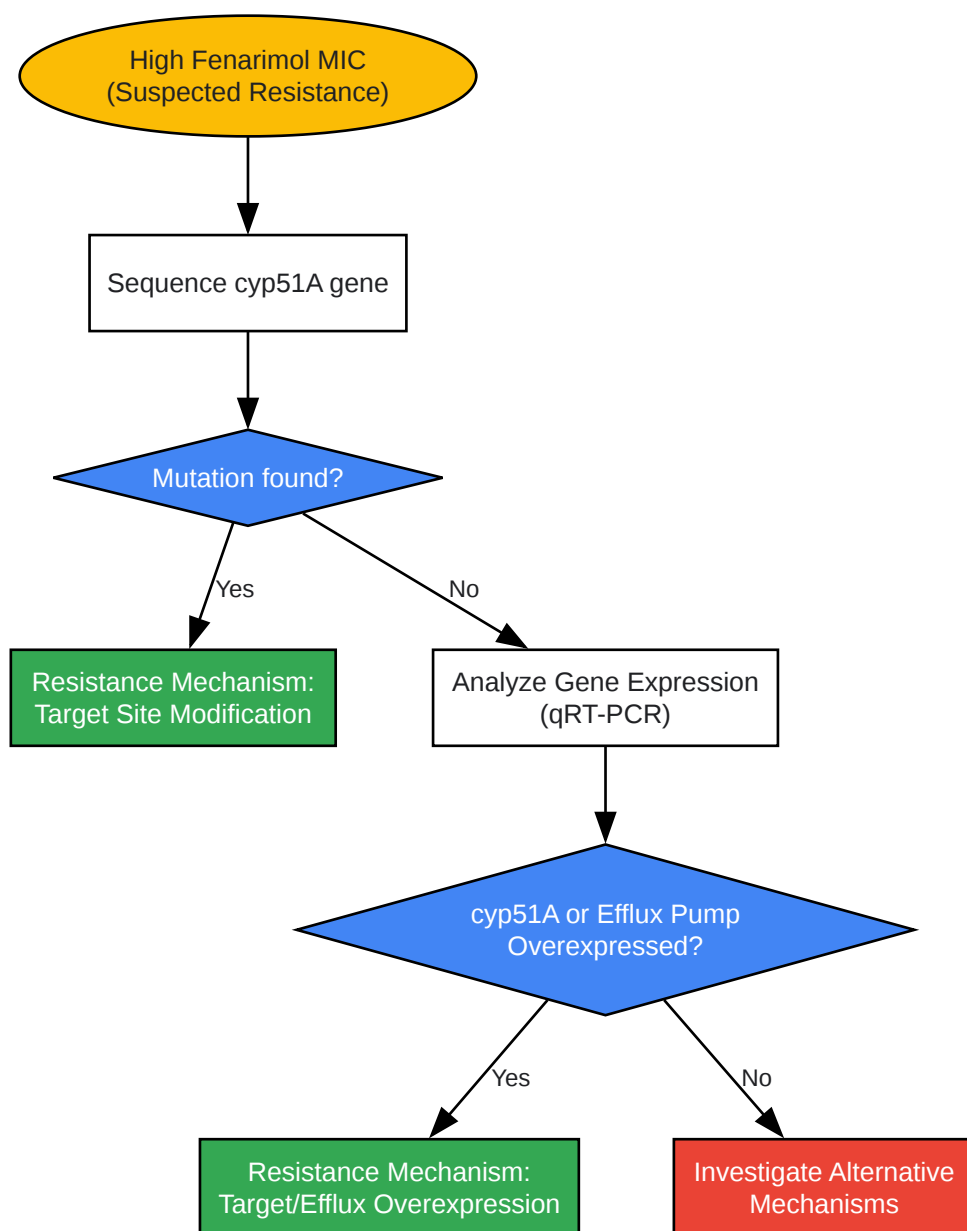 High Fenarimol MIC
(Suspected Resistance)
Sequence cyp51A gene
Mutation found?
Yes
No
Resistance Mechanism:
Target Site Modification
Analyze Gene Expression
(qRT-PCR)
cyp51A or Efflux Pump
Overexpressed?
Yes
No
Resistance Mechanism:
Target/Efflux Overexpression
Investigate Alternative
Mechanisms